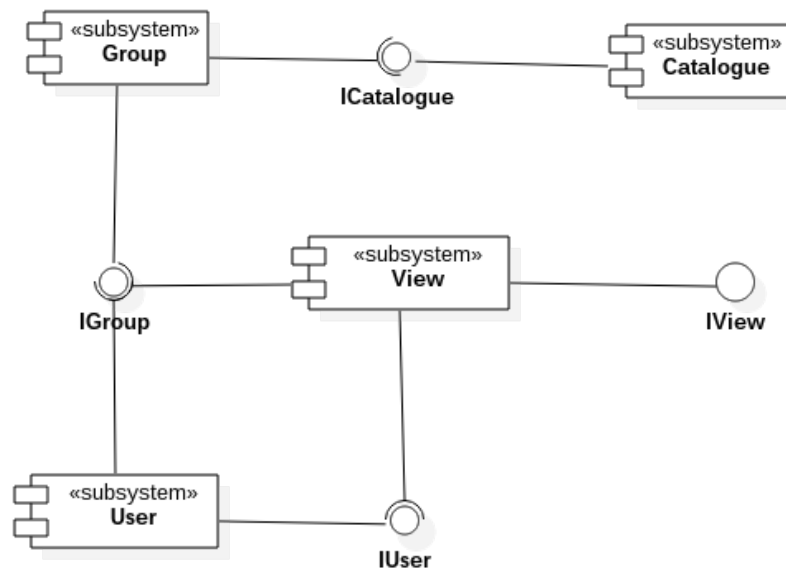 «subsystem»
Group
ICatalogue
«subsystem»
Catalogue
«subsystem»
View
IGroup
IView
«subsystem»
User
IUser